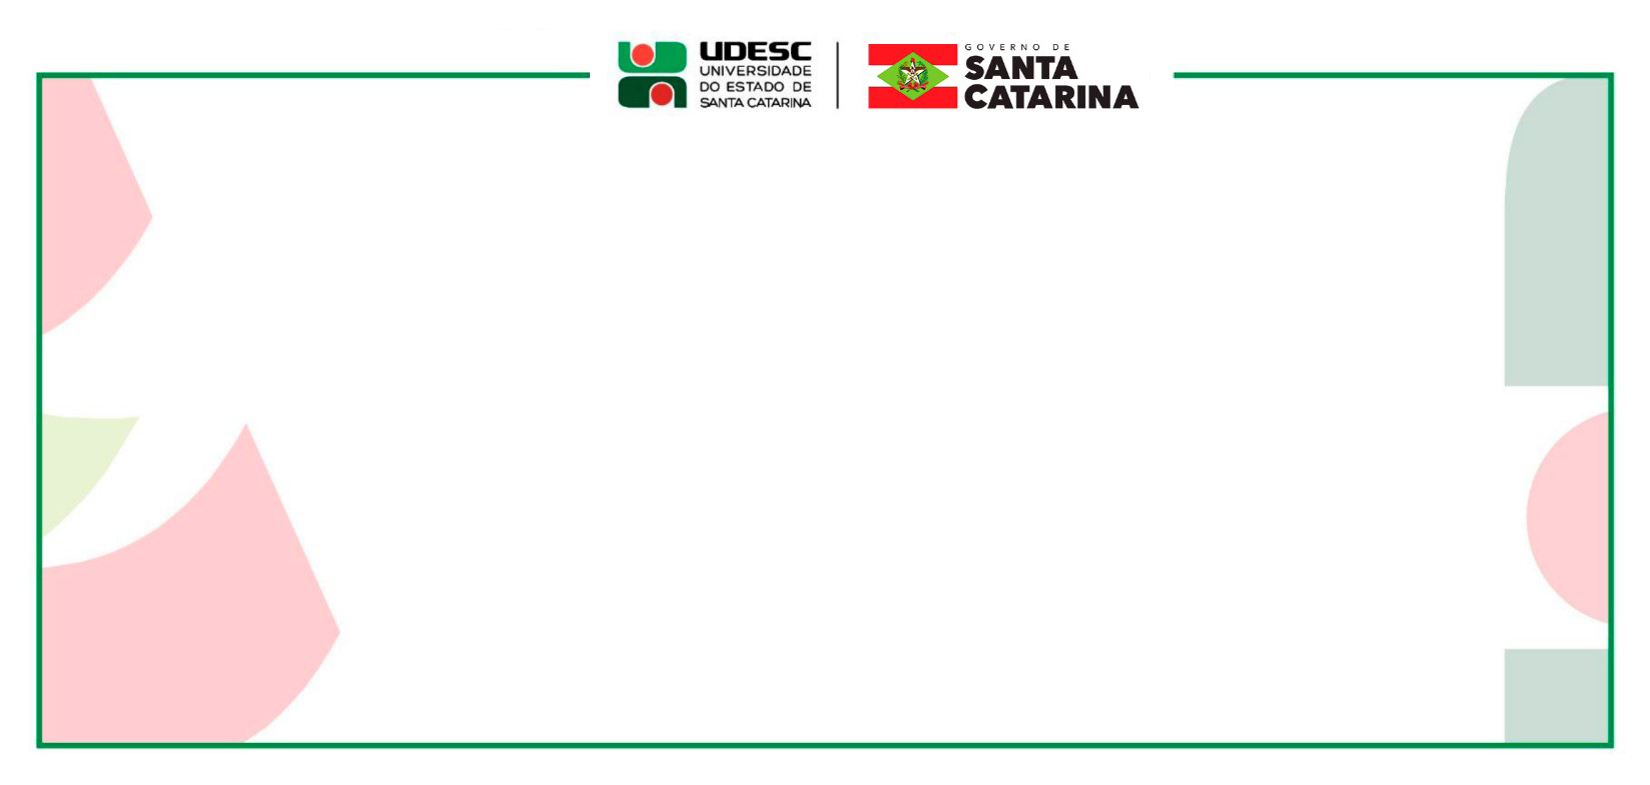 UDESC
UNIVERSIDADE
DO ESTADO DE
SANTA CATARINA
GOVERNO DE
SANTA
CATARINA